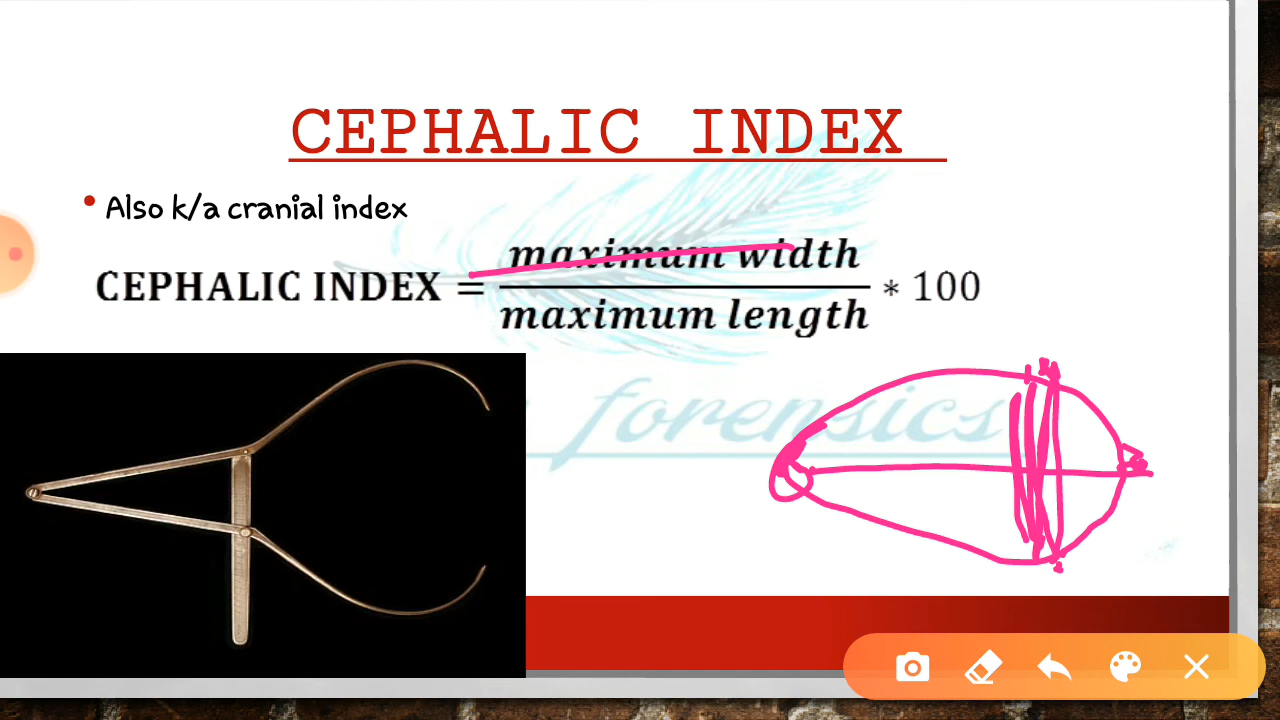 CEPHALIC INDEX
• Also k/a cranial index
maximum width
CEPHALIC INDEX = * 100
maximum length
forensics